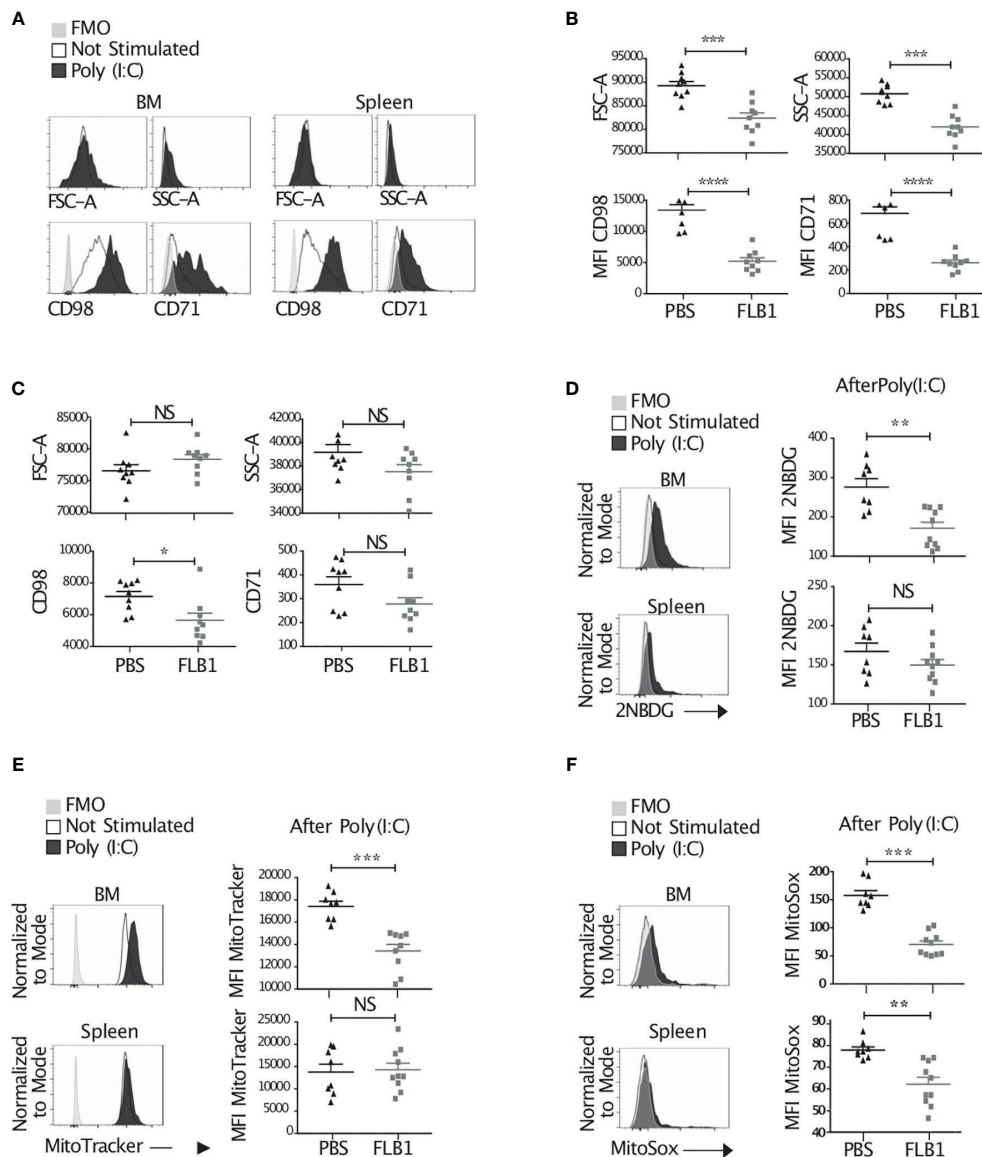 A
FMO
Not Stimulated
Poly (I:C)
BM
Spleen
FSC-A
SSC-A
FSC-A
SSC-A
CD98
CD71
CD98
CD71
B
FSC-A
95000
90000
85000
80000
75000
***
SSC-A
60000
55000
50000
45000
40000
35000
***
MFI CD98
15000
10000
5000
0
****
PBS
FLB1
MFI CD71
800
600
400
200
0
****
PBS
FLB1
C
FSC-A
85000
80000
75000
70000
NS
SSC-A
42000
40000
38000
36000
34000
NS
CD98
10000
8000
6000
4000
*
PBS
FLB1
CD71
500
400
300
200
100
NS
PBS
FLB1
D
FMO
Not Stimulated
Poly (I:C)
BM
Normalized to Mode
Spleen
Normalized to Mode
2NBDG
AfterPoly(I:C)
MFI 2NBDG
400
300
200
100
**
MFI 2NBDG
250
200
150
100
NS
PBS
FLB1
E
FMO
Not Stimulated
Poly (I:C)
BM
Normalized to Mode
Spleen
Normalized to Mode
MitoTracker
After Poly(I:C)
MFI MitoTracker
20000
18000
16000
14000
12000
10000
***
MFI MitoTracker
25000
20000
15000
10000
5000
0
NS
PBS
FLB1
F
FMO
Not Stimulated
Poly (I:C)
BM
Normalized to Mode
Spleen
Normalized to Mode
MitoSox
After Poly(I:C)
MFI MitoSox
200
150
100
50
0
***
MFI MitoSox
90
80
70
60
50
40
**
PBS
FLB1